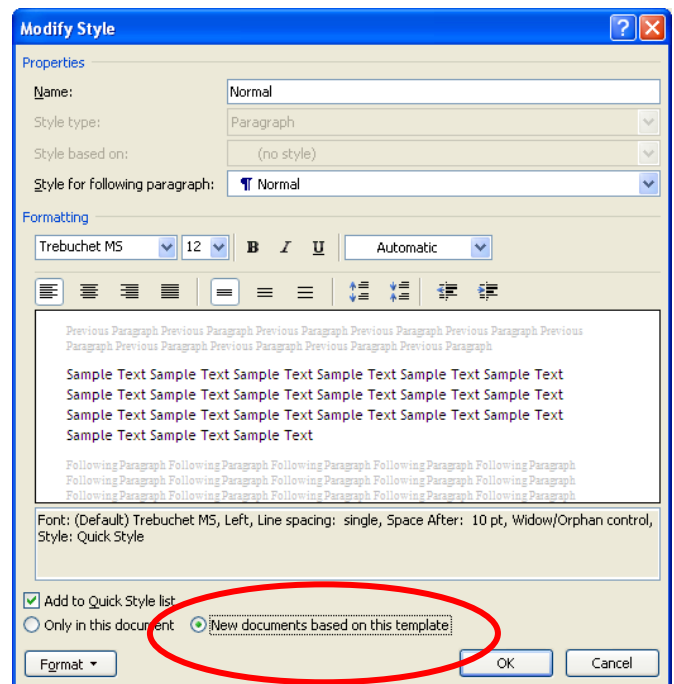 Modify Style
Properties
Name: Normal
Style type: Paragraph
Style based on: (no style)
Style for following paragraph: ¶ Normal
Formatting
Trebuchet MS 12 B I U Automatic
Previous Paragraph Previous Paragraph Previous Paragraph Previous Paragraph Previous Paragraph Previous
Paragraph Previous Paragraph Previous Paragraph Previous Paragraph Previous Paragraph
Sample Text Sample Text Sample Text Sample Text Sample Text Sample Text
Sample Text Sample Text Sample Text Sample Text Sample Text Sample Text
Sample Text Sample Text Sample Text Sample Text Sample Text Sample Text
Sample Text Sample Text Sample Text
Following Paragraph Following Paragraph Following Paragraph Following Paragraph Following Paragraph
Following Paragraph Following Paragraph Following Paragraph Following Paragraph Following Paragraph
Following Paragraph Following Paragraph Following Paragraph Following Paragraph Following Paragraph
Font: (Default) Trebuchet MS, Left, Line spacing: single, Space After: 10 pt, Widow/Orphan control,
Style: Quick Style
Add to Quick Style list
Only in this document New documents based on this template
Format OK Cancel